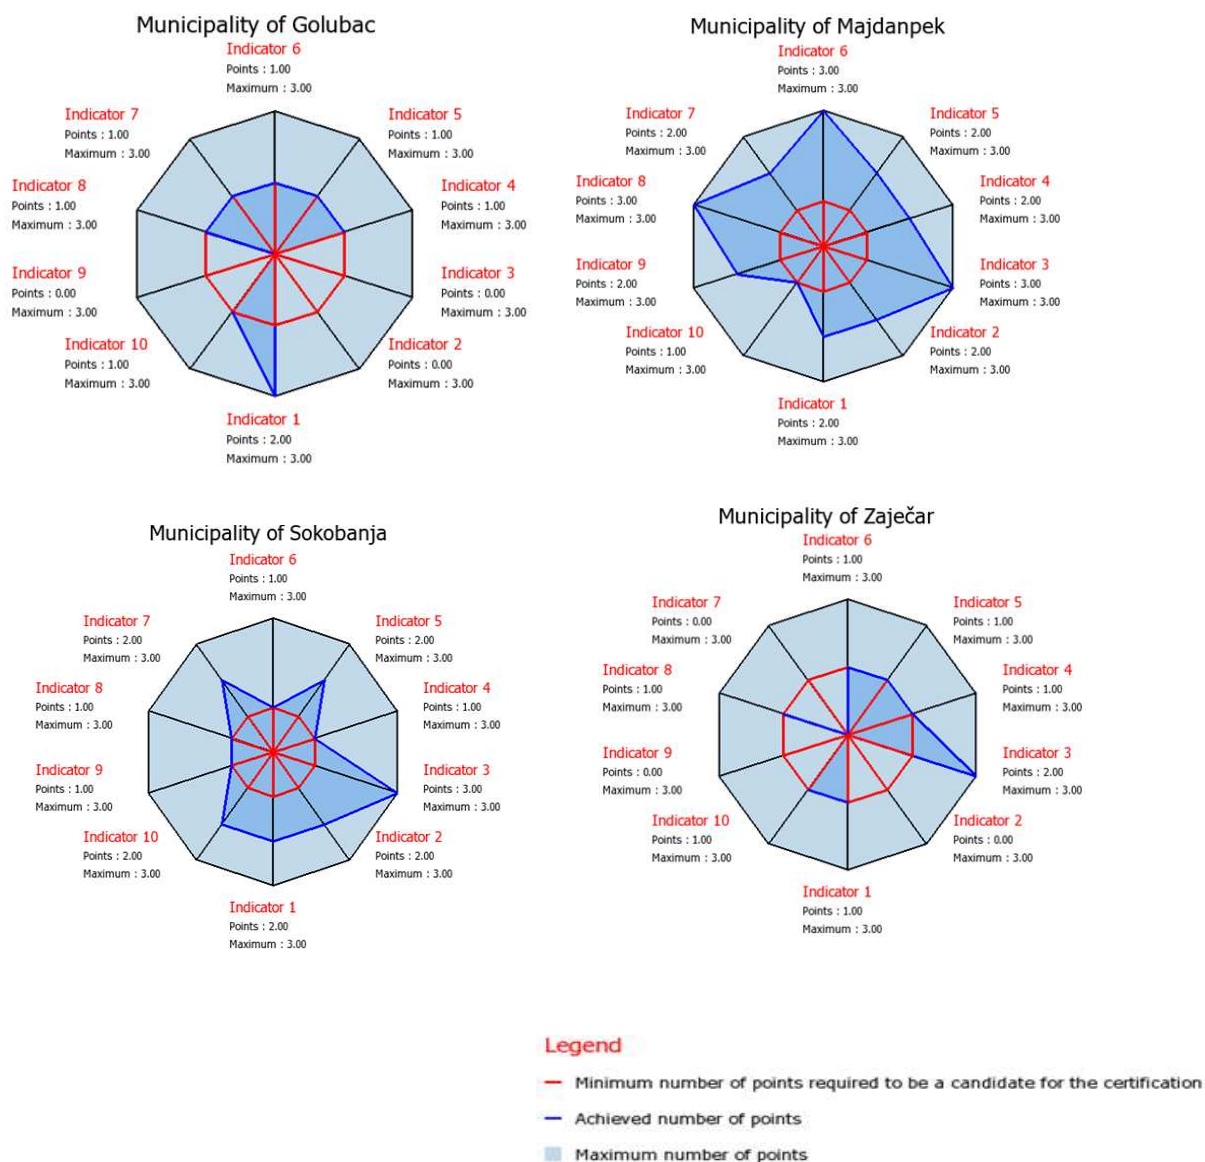 Municipality of Golubac
Indicator 6
Points : 1.00
Maximum : 3.00
Indicator 7
Points : 1.00
Maximum : 3.00
Indicator 5
Points : 1.00
Maximum : 3.00
Indicator 8
Points : 1.00
Maximum : 3.00
Indicator 4
Points : 1.00
Maximum : 3.00
Indicator 9
Points : 0.00
Maximum : 3.00
Indicator 3
Points : 0.00
Maximum : 3.00
Indicator 10
Points : 1.00
Maximum : 3.00
Indicator 2
Points : 0.00
Maximum : 3.00
Indicator 1
Points : 2.00
Maximum : 3.00
Municipality of Majdanpek
Indicator 6
Points : 3.00
Maximum : 3.00
Indicator 7
Points : 2.00
Maximum : 3.00
Indicator 5
Points : 2.00
Maximum : 3.00
Indicator 8
Points : 3.00
Maximum : 3.00
Indicator 4
Points : 2.00
Maximum : 3.00
Indicator 9
Points : 2.00
Maximum : 3.00
Indicator 3
Points : 3.00
Maximum : 3.00
Indicator 10
Points : 1.00
Maximum : 3.00
Indicator 2
Points : 2.00
Maximum : 3.00
Indicator 1
Points : 2.00
Maximum : 3.00
Municipality of Sokobanja
Indicator 6
Points : 1.00
Maximum : 3.00
Indicator 7
Points : 2.00
Maximum : 3.00
Indicator 5
Points : 2.00
Maximum : 3.00
Indicator 8
Points : 1.00
Maximum : 3.00
Indicator 4
Points : 1.00
Maximum : 3.00
Indicator 9
Points : 1.00
Maximum : 3.00
Indicator 3
Points : 3.00
Maximum : 3.00
Indicator 10
Points : 2.00
Maximum : 3.00
Indicator 2
Points : 2.00
Maximum : 3.00
Indicator 1
Points : 2.00
Maximum : 3.00
Municipality of Zaječar
Indicator 6
Points : 1.00
Maximum : 3.00
Indicator 7
Points : 0.00
Maximum : 3.00
Indicator 5
Points : 1.00
Maximum : 3.00
Indicator 8
Points : 1.00
Maximum : 3.00
Indicator 4
Points : 1.00
Maximum : 3.00
Indicator 9
Points : 0.00
Maximum : 3.00
Indicator 3
Points : 2.00
Maximum : 3.00
Indicator 10
Points : 1.00
Maximum : 3.00
Indicator 2
Points : 0.00
Maximum : 3.00
Indicator 1
Points : 1.00
Maximum : 3.00
Legend
Minimum number of points required to be a candidate for the certification
Achieved number of points
Maximum number of points